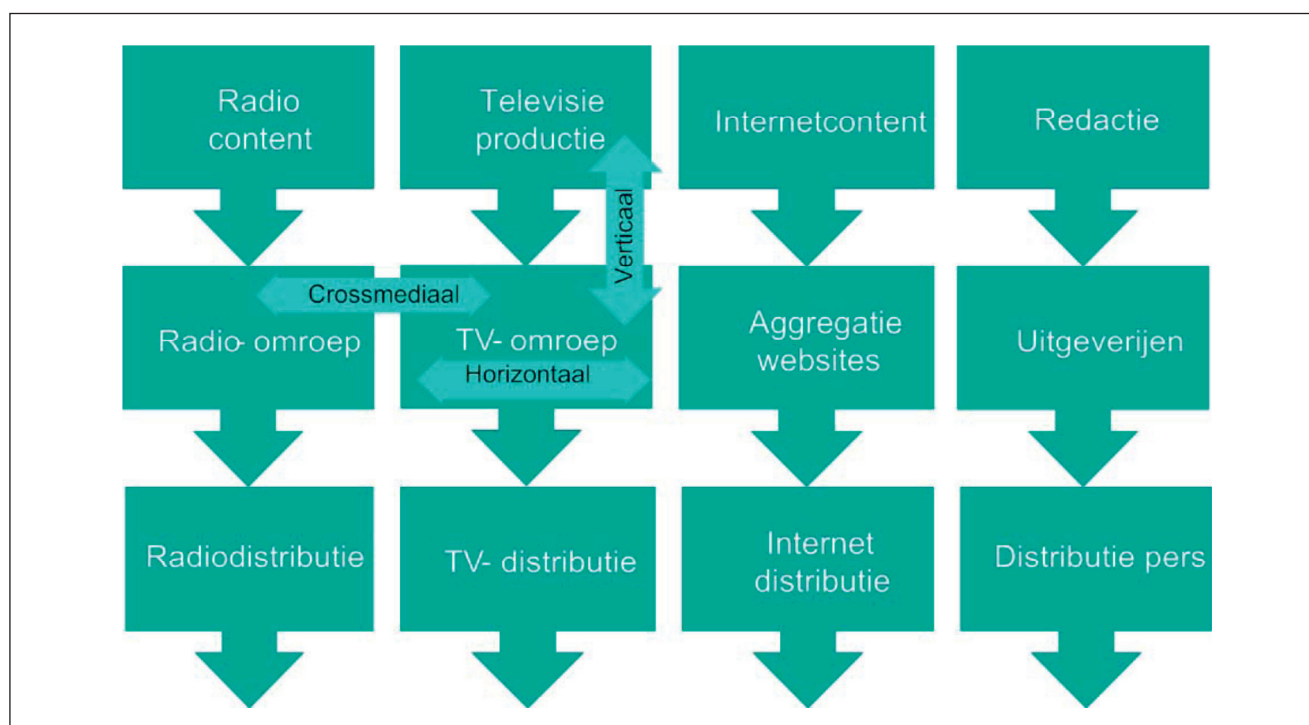 Radio
content
Televisie
productie
Internetcontent
Redactie
Verticaal
Crossmediaal
Radio- omroep
TV- omroep
Horizontaal
Aggregatie
websites
Uitgeverijen
Radiodistributie
TV- distributie
Internet
distributie
Distributie pers